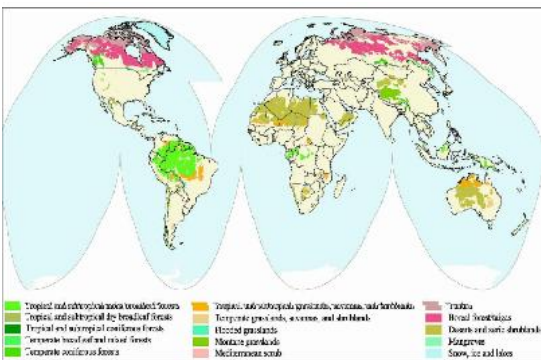 Tropical and subtropical moist broadleaf forests
Tropical and subtropical dry broadleaf forests
Tropical and subtropical coniferous forests
Temperate broadleaf and mixed forests
Temperate coniferous forests
Tropical and subtropical grasslands, savannas, and shrublands
Temperate grasslands, savannas, and shrublands
Flooded grasslands
Montane grasslands
Mediterranean scrub
Tundra
Boreal forest/taiga
Deserts and xeric shrublands
Mangroves
Snow, ice and lakes